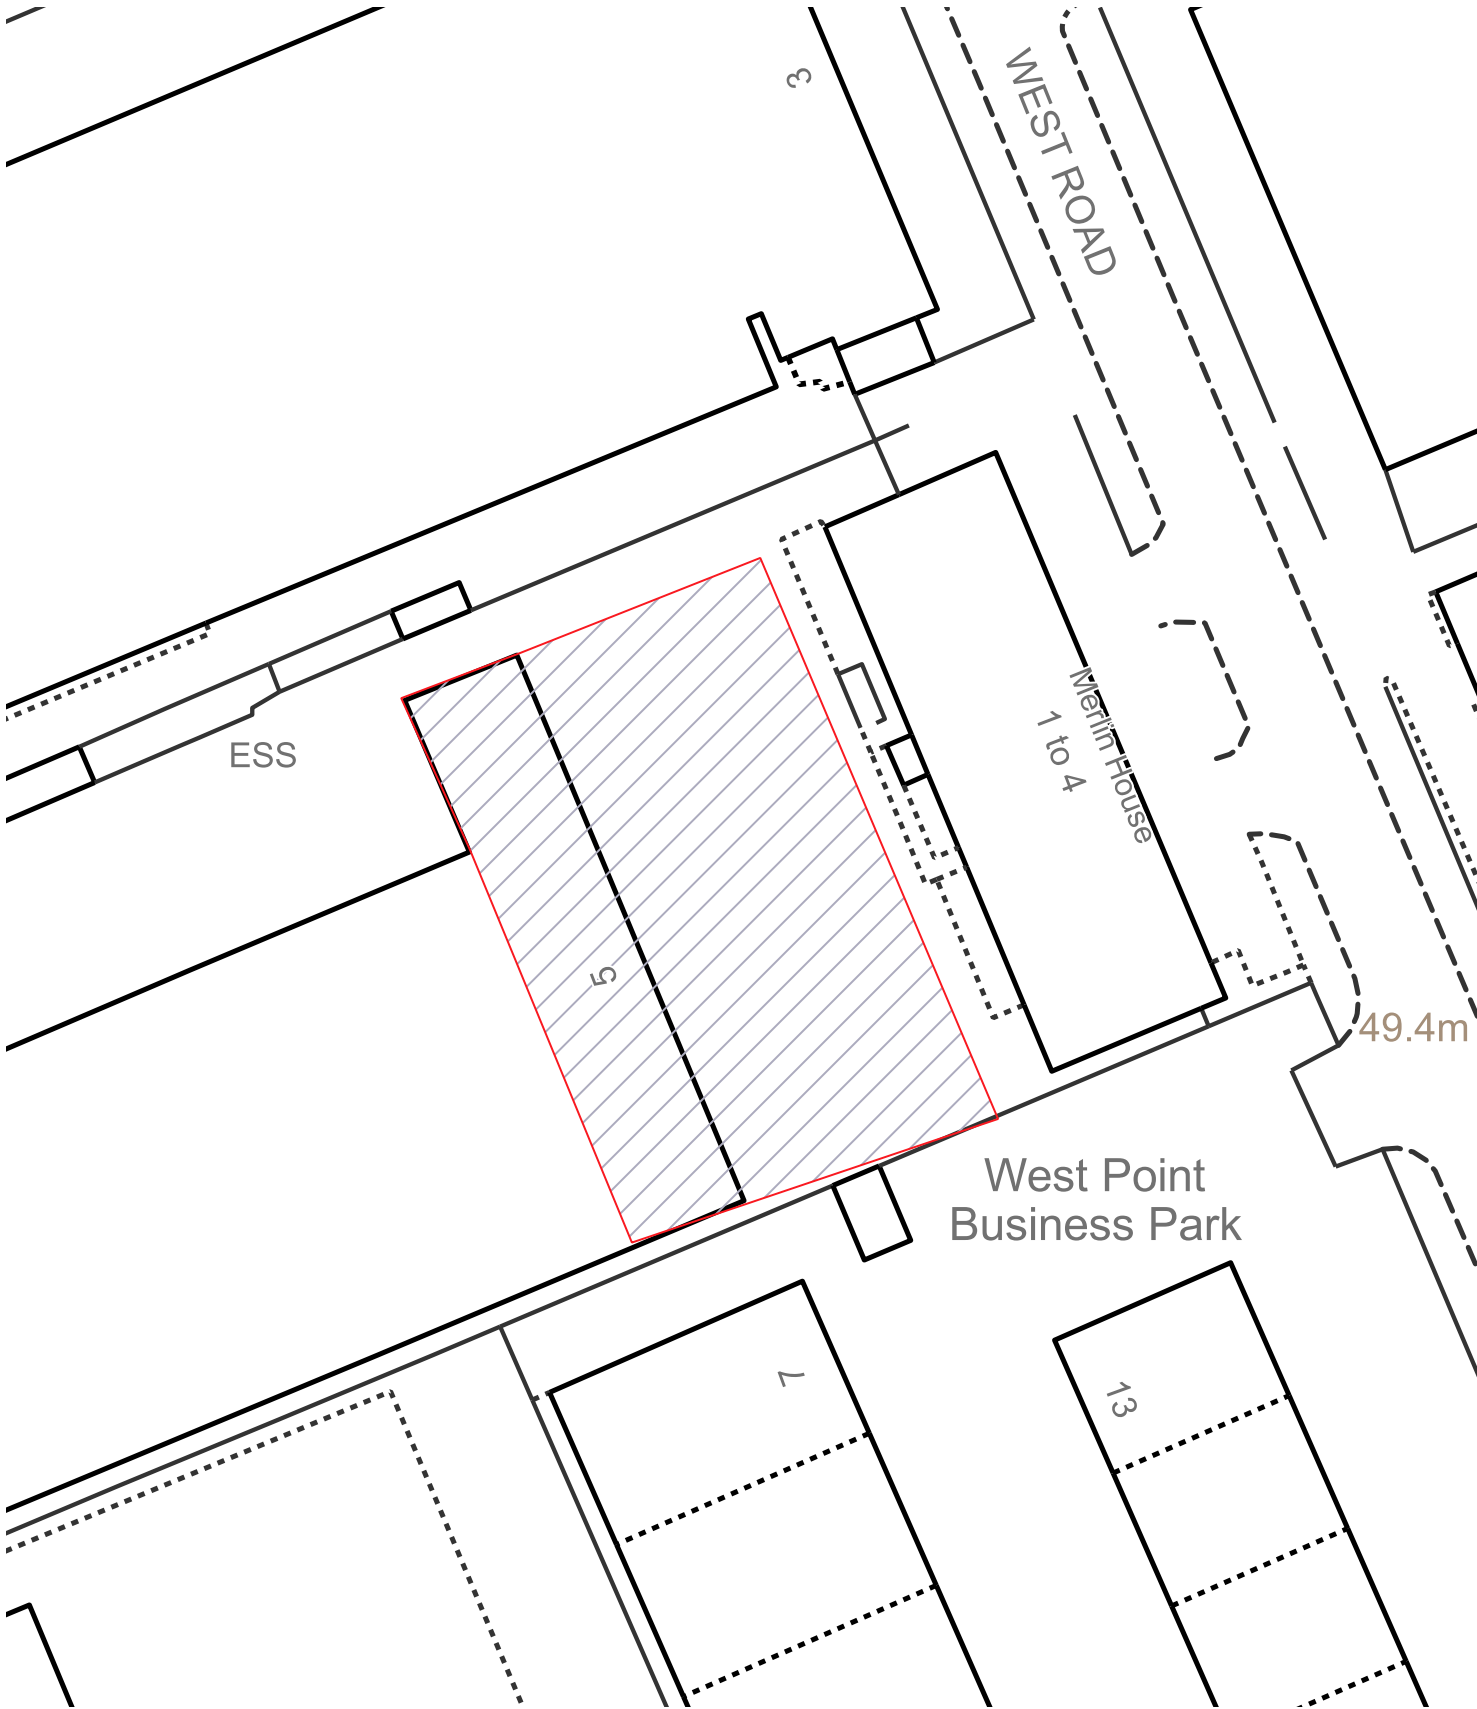 3
WEST ROAD
ESS
Merlin House
1 to 4
5
49.4m
West Point
Business Park
7
13